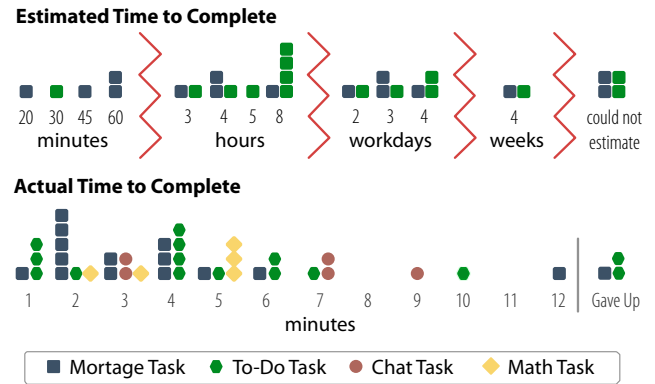 Estimated Time to Complete
20 30 45 60 3 4 5 8 2 3 4 4 could not
minutes hours workdays weeks estimate
Actual Time to Complete
1 2 3 4 5 6 7 8 9 10 11 12 Gave Up
minutes
Mortage Task To-Do Task Chat Task Math Task